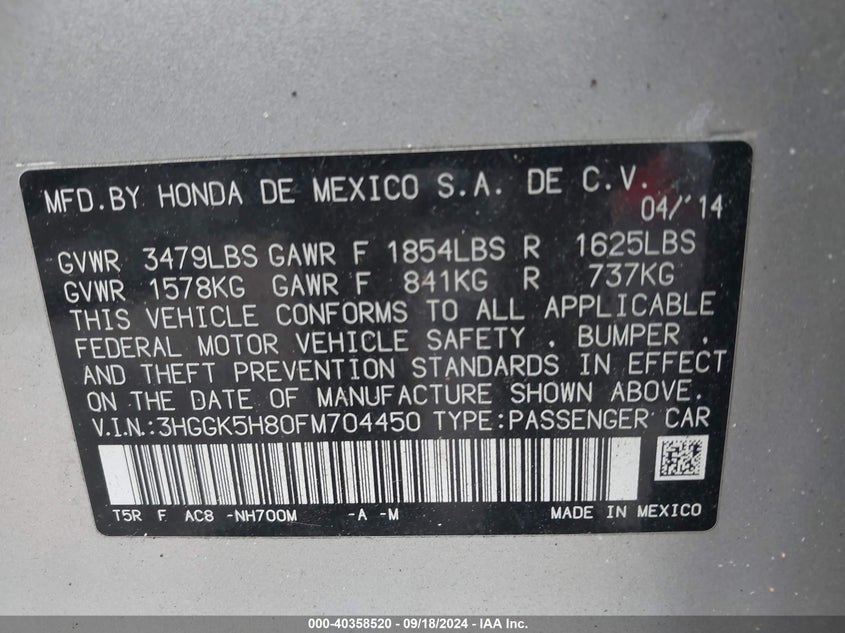 MFD.BY HONDA DE MEXICO S.A. DE C.V.
04/'14
GVWR 3479LBS GAWR F 1854LBS R 1625LBS
GVWR 1578KG GAWR F 841KG R 737KG
THIS VEHICLE CONFORMS TO ALL APPLICABLE
FEDERAL MOTOR VEHICLE SAFETY , BUMPER ,
AND THEFT PREVENTION STANDARDS IN EFFECT
ON THE DATE OF MANUFACTURE SHOWN ABOVE.
V.I.N.:3HGGK5H80FM704450 TYPE:PASSENGER CAR
T5R F AC8 -NH700M -A -M MADE IN MEXICO
000-40358520 - 09/18/2024 - IAA Inc.